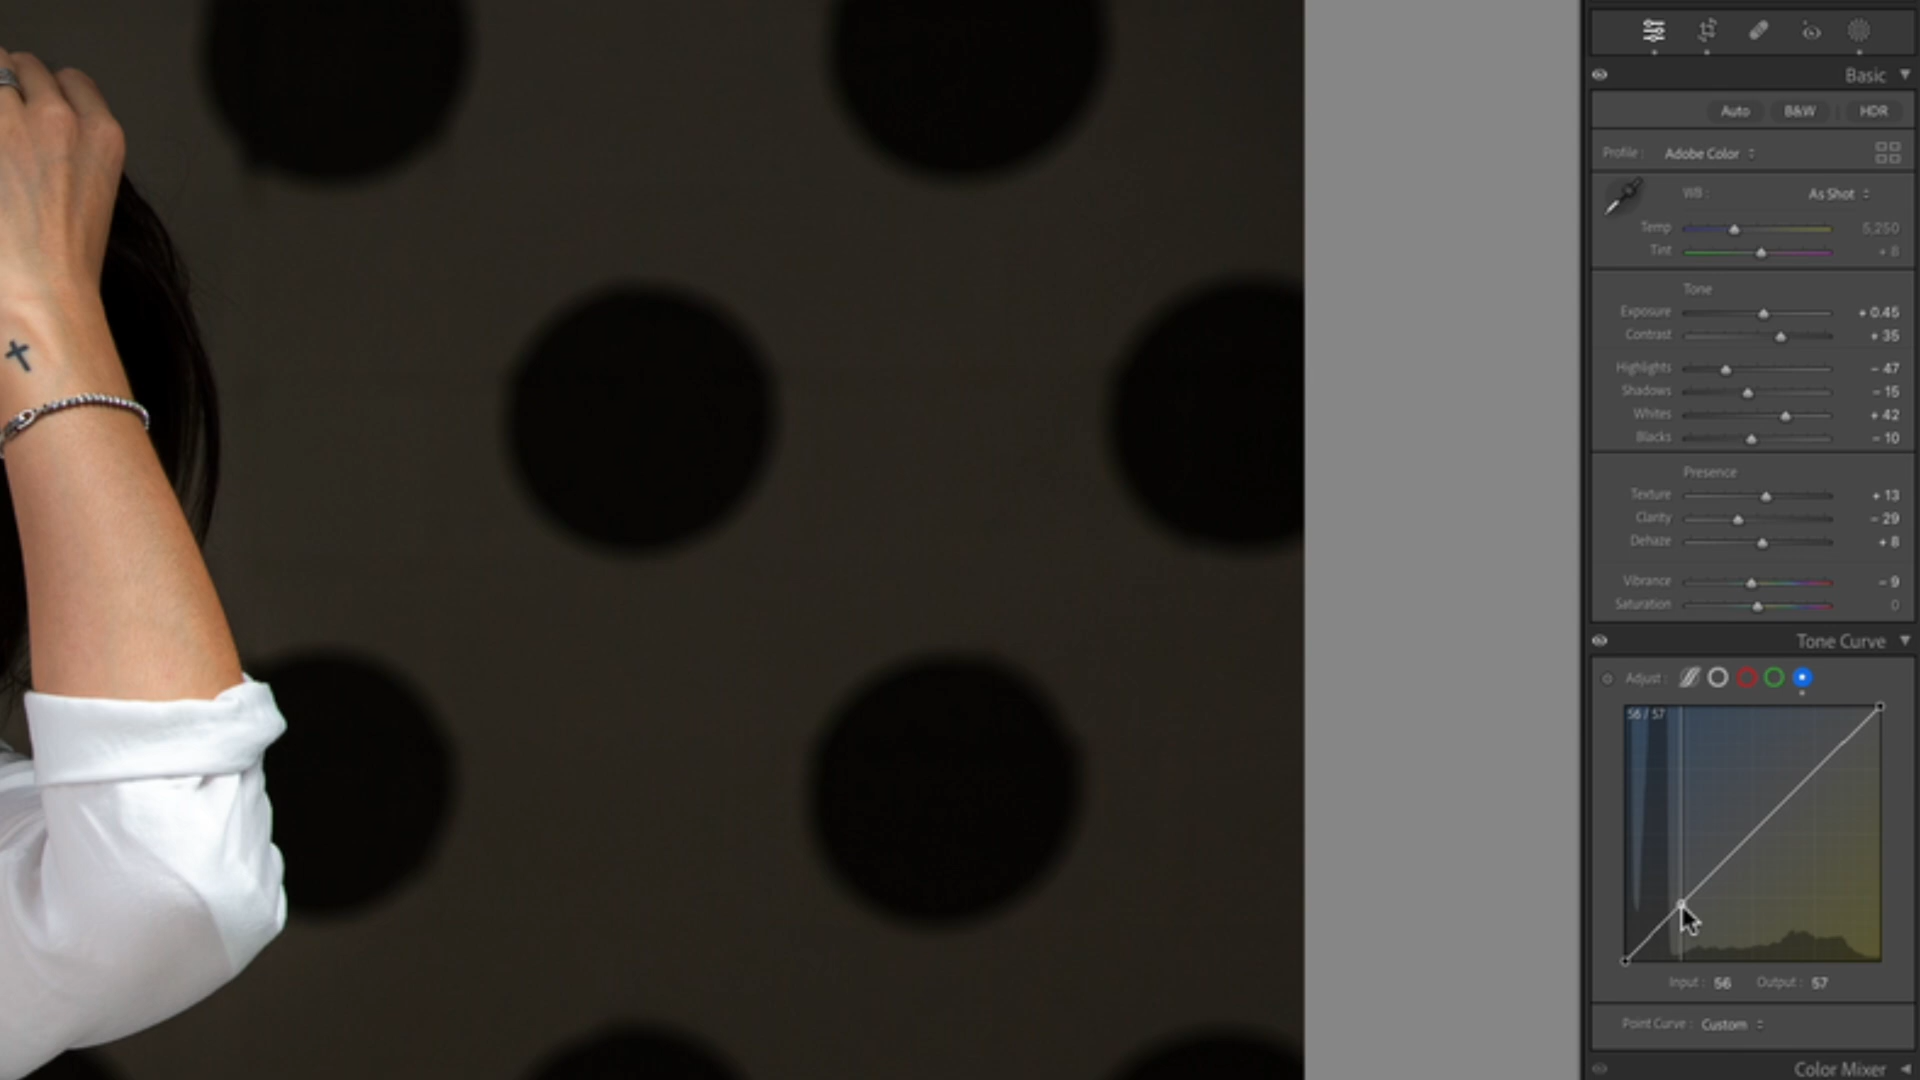 Basic
Auto B&W HDR
Profile : Adobe Color
WB : As Shot
Temp 5,250
Tint + 8
Tone
Exposure + 0.45
Contrast + 35
Highlights - 47
Shadows - 15
Whites + 42
Blacks - 10
Presence
Texture + 13
Clarity - 29
Dehaze + 8
Vibrance - 9
Saturation 0
Tone Curve
Adjust :
56 / 57
Input : 56 Output : 57
Point Curve : Custom
Color Mixer